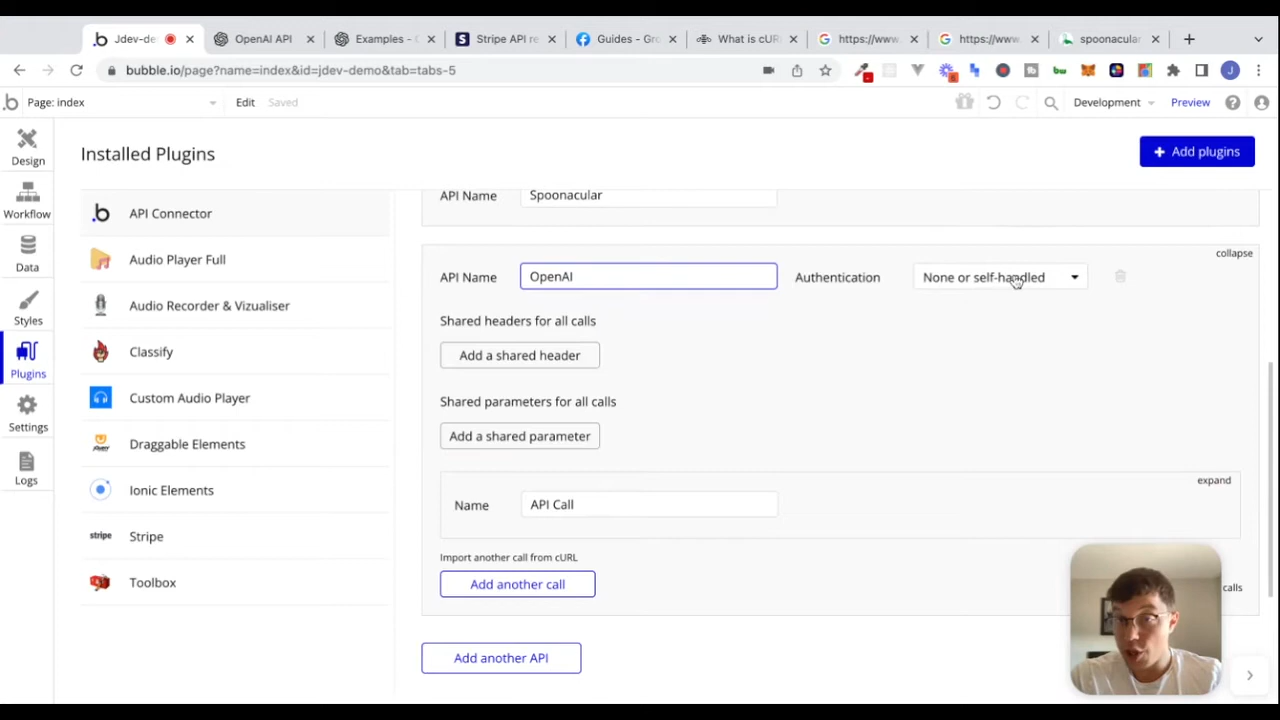 Jdev-de
OpenAI API
Examples - O
Stripe API re
Guides - Gro
What is cUR
https://www.
https://www
spoonacular
bubble.io/page?name=index&id=jdev-demo&tab=tabs-5
Page: index
Edit
Saved
Development
Preview
Design
Workflow
Data
Styles
Plugins
Settings
Logs
Installed Plugins
+ Add plugins
API Connector
Audio Player Full
Audio Recorder & Vizualiser
Classify
Custom Audio Player
Draggable Elements
Ionic Elements
stripe
Stripe
Toolbox
API Name
Spoonacular
collapse
API Name
OpenAI
Authentication
None or self-handled
Shared headers for all calls
Add a shared header
Shared parameters for all calls
Add a shared parameter
expand
Name
API Call
Import another call from cURL
Add another call
calls
Add another API